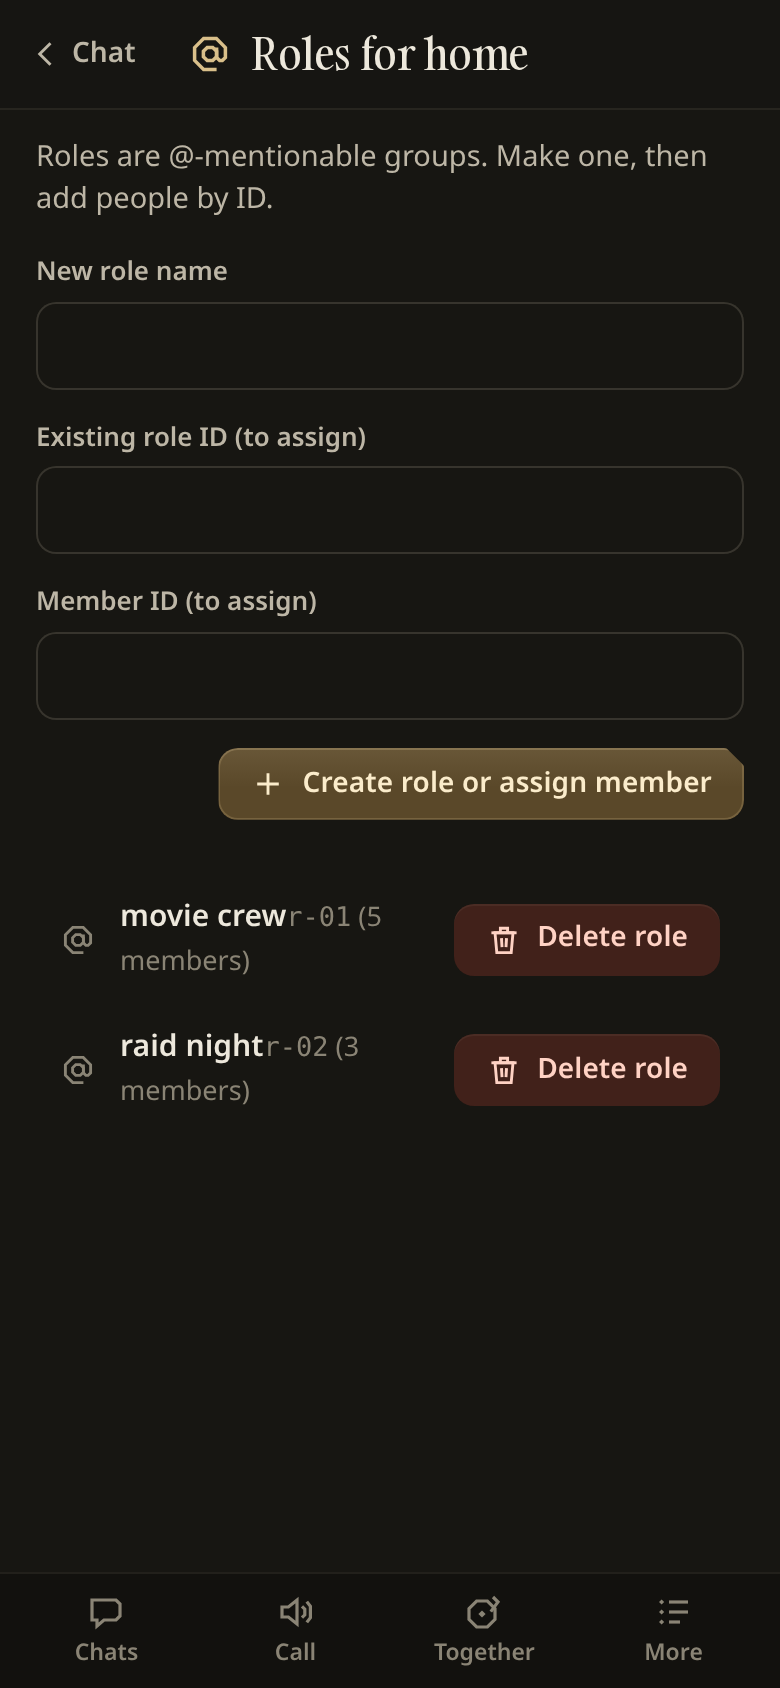 Chat
Roles for home
Roles are @-mentionable groups. Make one, then
add people by ID.
New role name
Existing role ID (to assign)
Member ID (to assign)
Create role or assign member
movie crewr-01 (5
members)
Delete role
raid nightr-02 (3
members)
Delete role
Chats
Call
Together
More